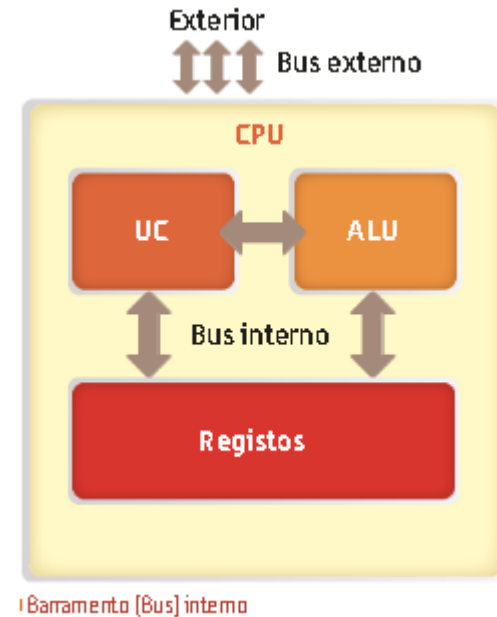 Exterior
Bus externo
CPU
UC
ALU
Bus interno
Registos
Barramento [Bus] interno